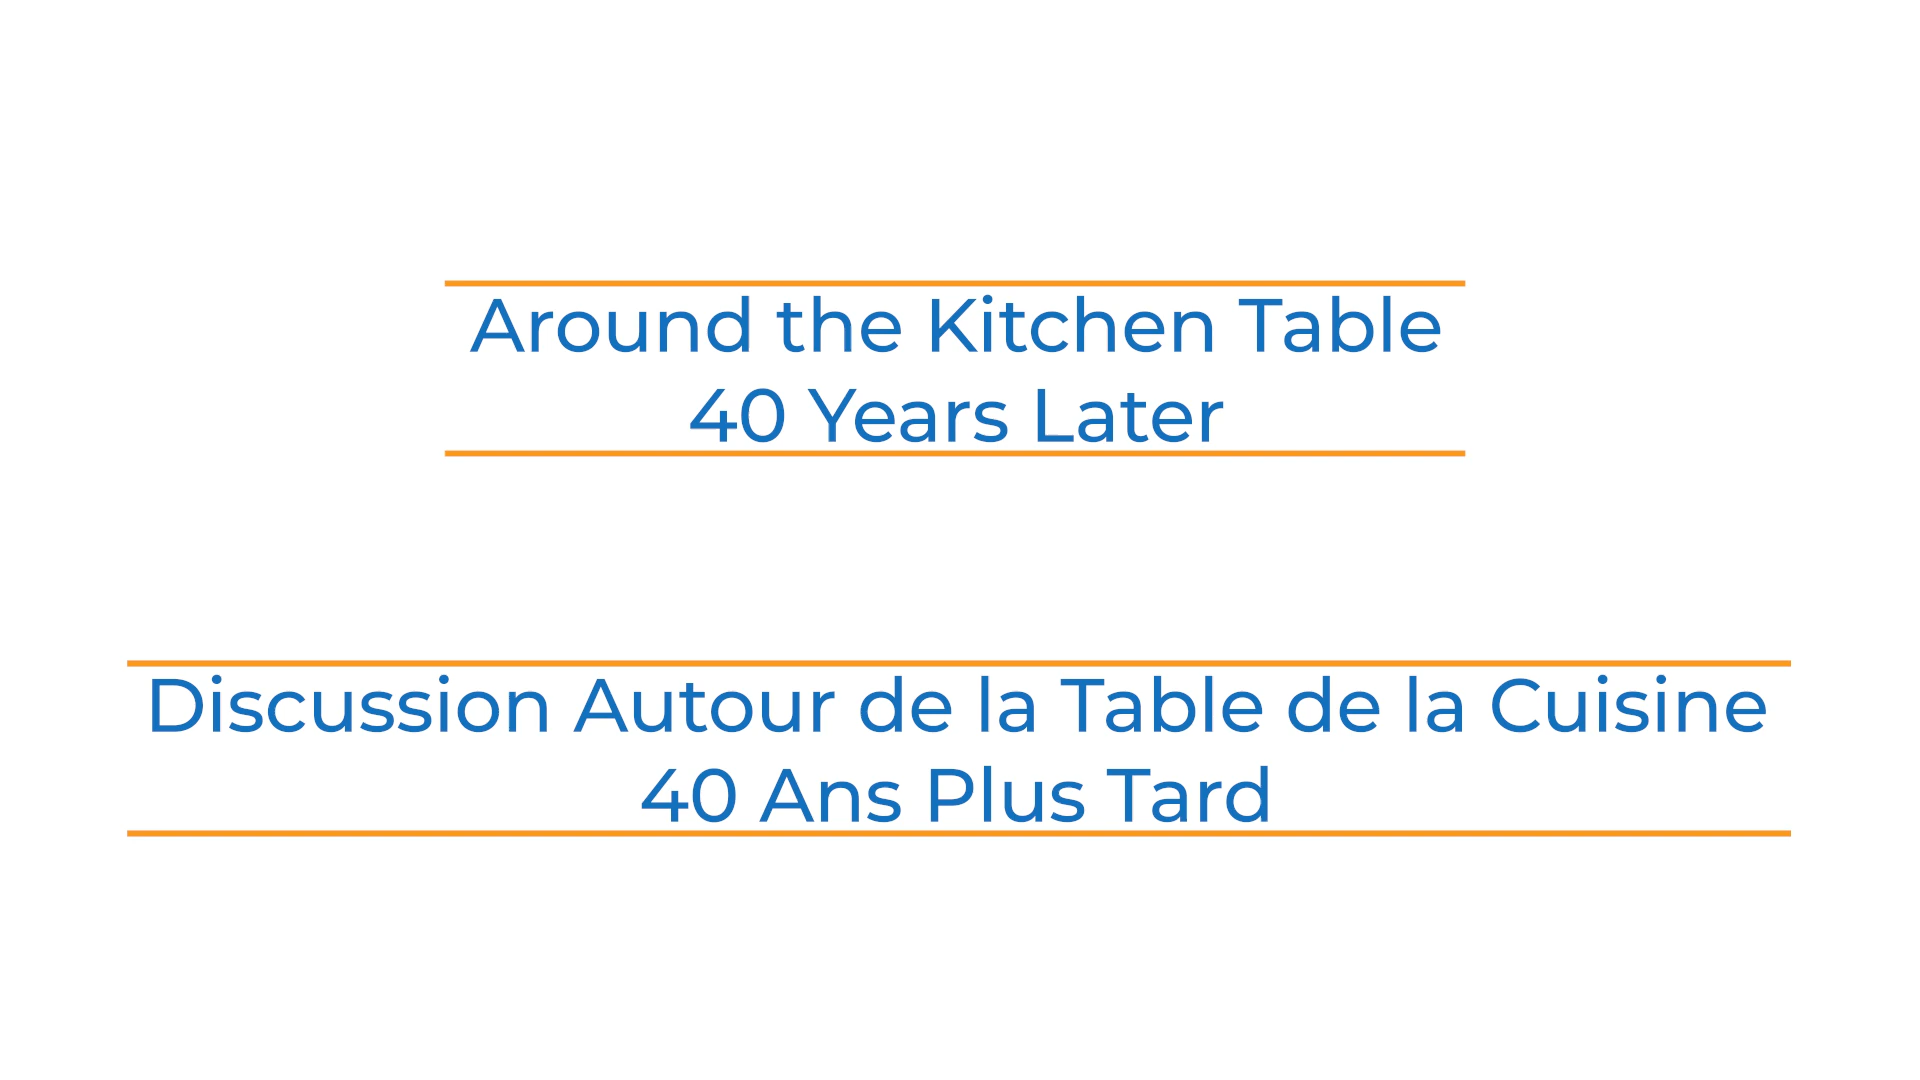 Around the Kitchen Table
40 Years Later
Discussion Autour de la Table de la Cuisine
40 Ans Plus Tard